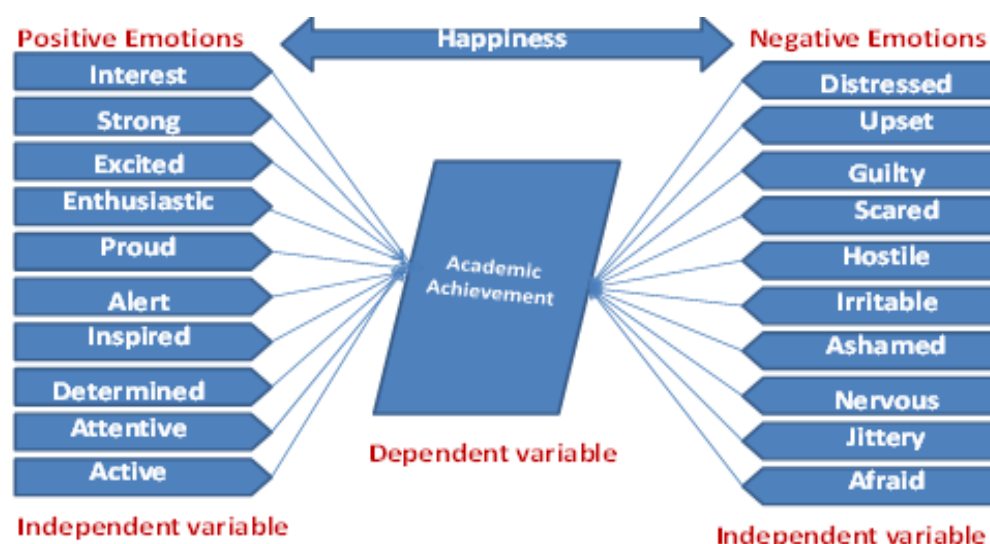 Positive Emotions
Happiness
Negative Emotions
Interest
Strong
Excited
Enthusiastic
Proud
Alert
Inspired
Determined
Attentive
Active
Independent variable
Academic
Achievement
Dependent variable
Distressed
Upset
Guilty
Scared
Hostile
Irritable
Ashamed
Nervous
Jittery
Afraid
Independent variable